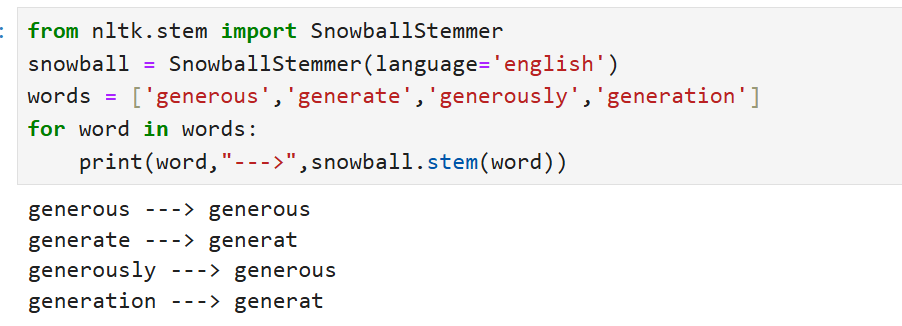 from nltk.stem import SnowballStemmer
snowball = SnowballStemmer(language='english')
words = ['generous','generate','generously','generation']
for word in words:
    print(word,"--->",snowball.stem(word))
generous ---> generous
generate ---> generat
generously ---> generous
generation ---> generat